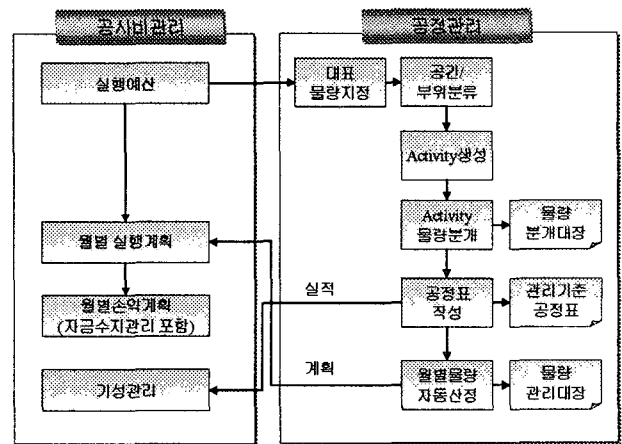 공사비관리
실행예산
월별 실행계획
월별손익계획
(자금수지관리 포함)
기성관리
공정관리
대표
물량지정
공간/
부위분류
Activity생성
Activity
물량분개
물량
분개대장
실적
공정표
작성
관리기준
공정표
계획
월별물량
자동산정
물량
관리대장